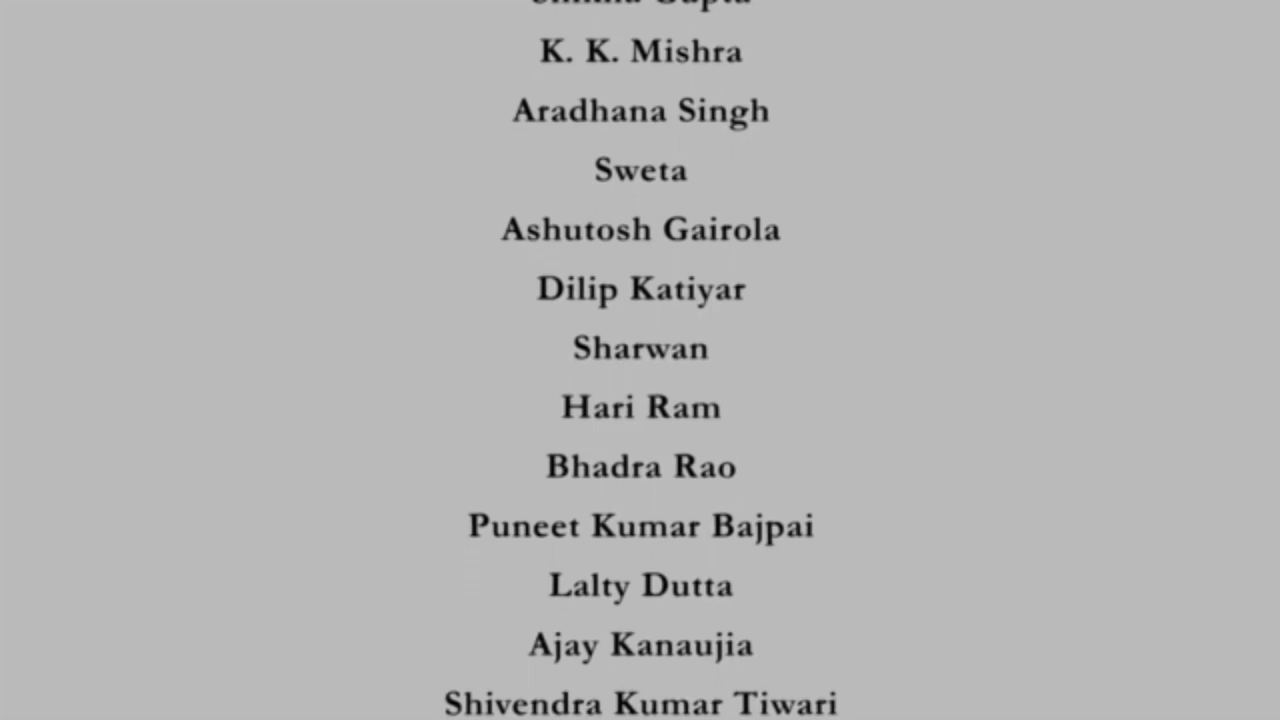 Gupta
K. K. Mishra
Aradhana Singh
Sweta
Ashutosh Gairola
Dilip Katiyar
Sharwan
Hari Ram
Bhadra Rao
Puneet Kumar Bajpai
Lalty Dutta
Ajay Kanaujia
Shivendra Kumar Tiwari